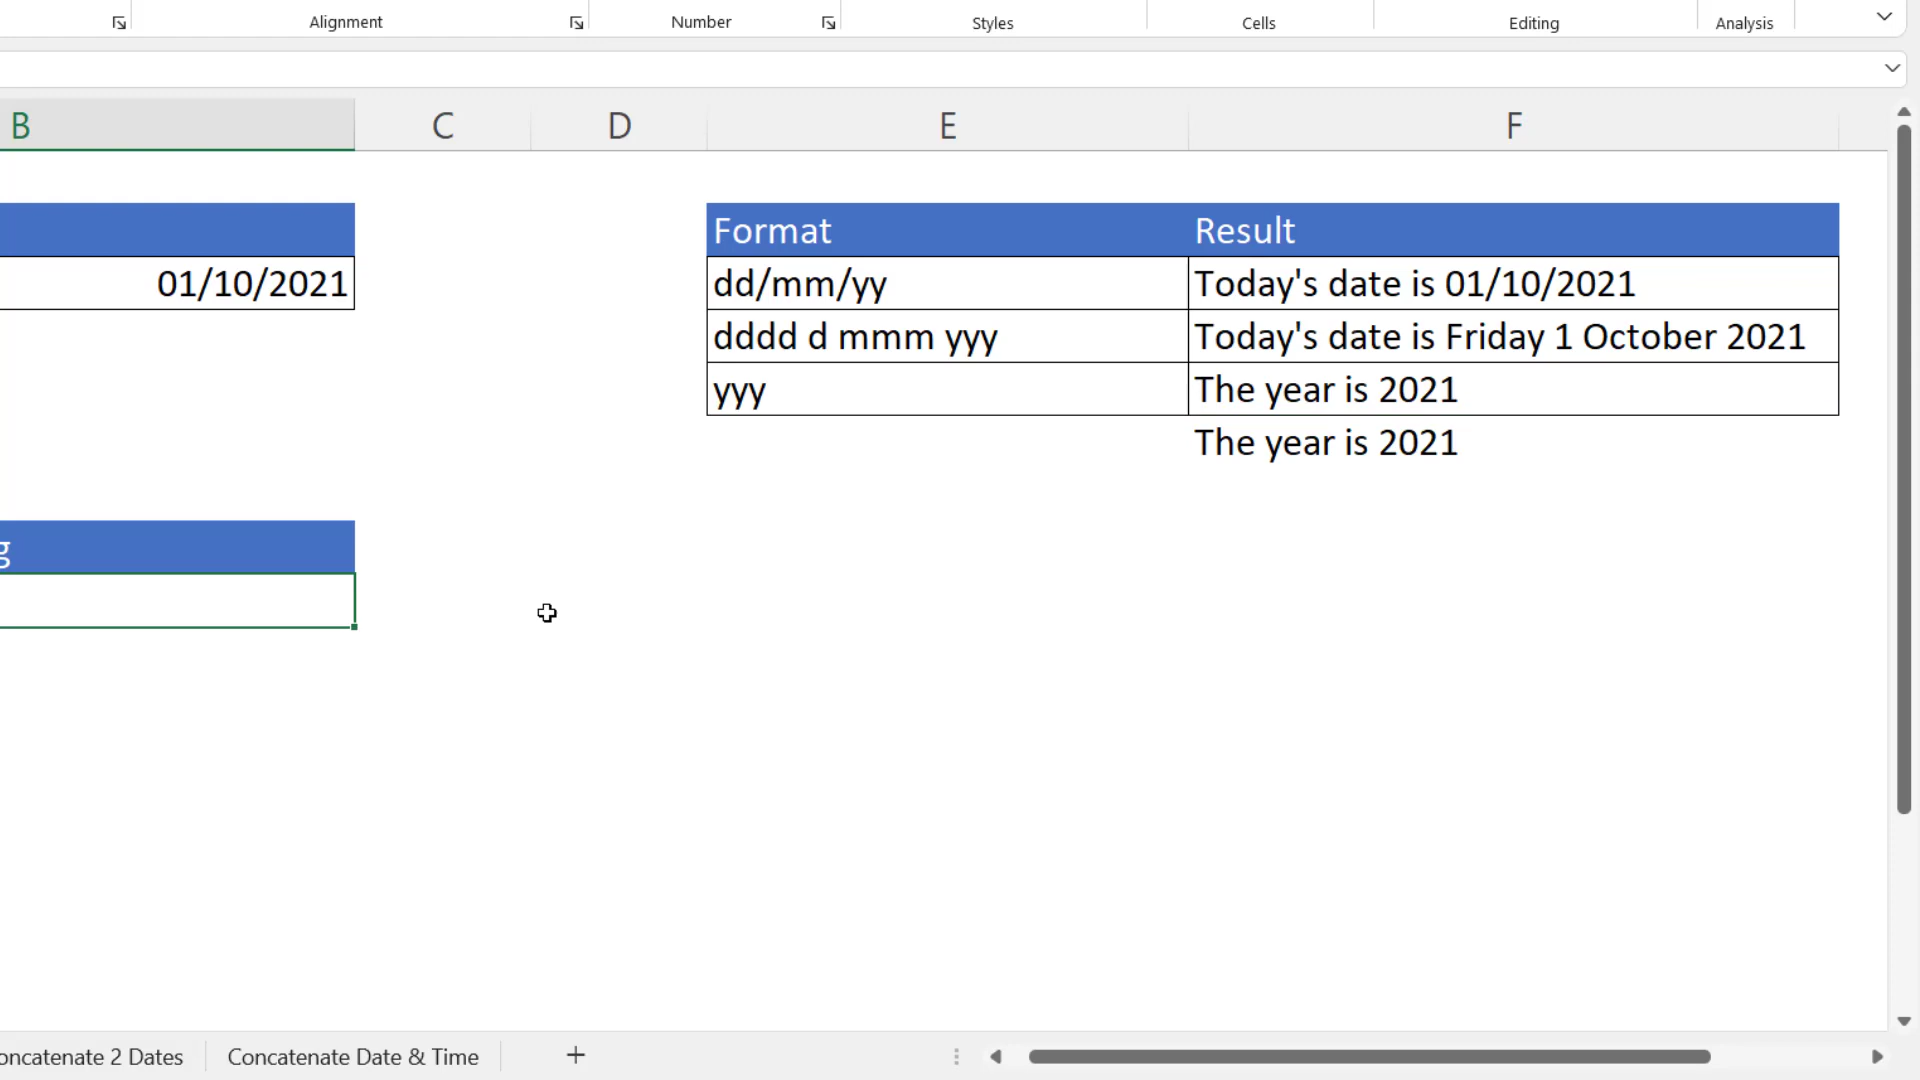 Alignment Number Styles Cells Editing Analysis
B C D E F
Format Result
01/10/2021 dd/mm/yy Today's date is 01/10/2021
dddd d mmm yyy Today's date is Friday 1 October 2021
yyy The year is 2021
The year is 2021
g
oncatenate 2 Dates Concatenate Date & Time